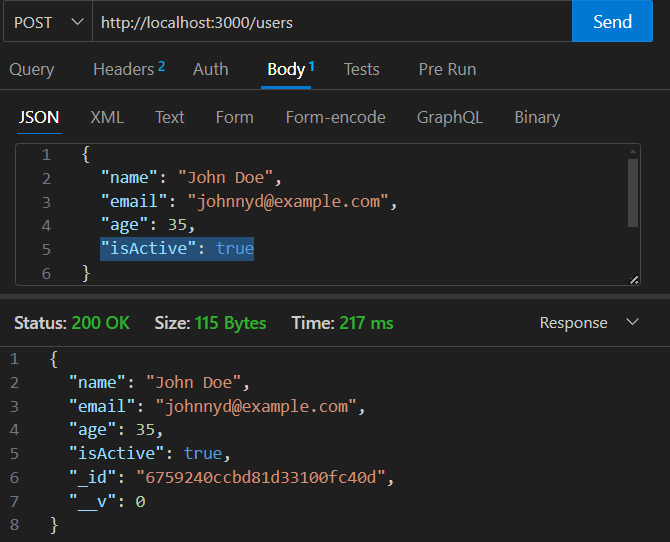 POST http://localhost:3000/users Send
Query Headers 2 Auth Body 1 Tests Pre Run
JSON XML Text Form Form-encode GraphQL Binary
1 {
2 "name": "John Doe",
3 "email": "johnnyd@example.com",
4 "age": 35,
5 "isActive": true
6 }
Status: 200 OK Size: 115 Bytes Time: 217 ms Response
1 {
2 "name": "John Doe",
3 "email": "johnnyd@example.com",
4 "age": 35,
5 "isActive": true,
6 "_id": "6759240ccbd81d33100fc40d",
7 "__v": 0
8 }